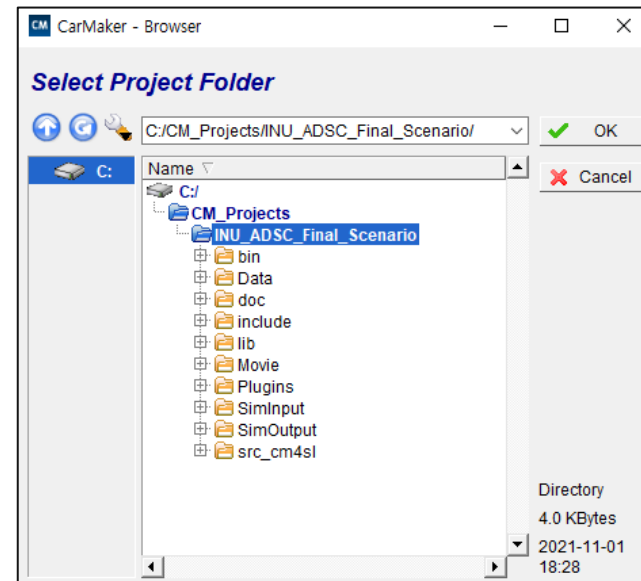 CM CarMaker - Browser
Select Project Folder
C:/CM_Projects/INU_ADSC_Final_Scenario/
OK
C:
Name
Cancel
C:/
CM_Projects
INU_ADSC_Final_Scenario
bin
Data
doc
include
lib
Movie
Plugins
SimInput
SimOutput
src_cm4sl
Directory
4.0 KBytes
2021-11-01
18:28